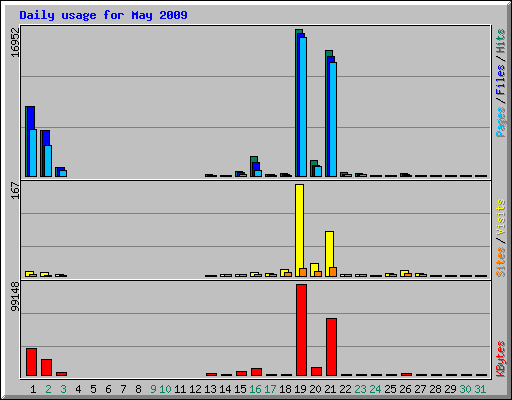 Daily usage for May 2009
16952
Pages / Files / Hits
167
Sites / Visits
99148
KBytes
1 2 3 4 5 6 7 8 9 10 11 12 13 14 15 16 17 18 19 20 21 22 23 24 25 26 27 28 29 30 31